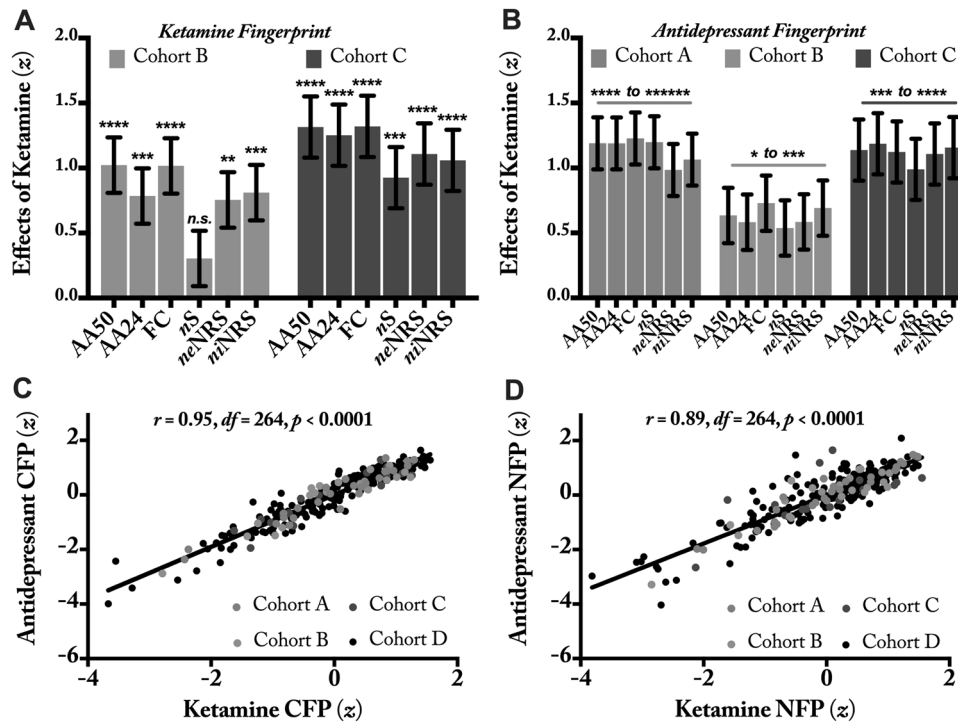 A
Ketamine Fingerprint
Effects of Ketamine (z)
2.0
1.5
1.0
0.5
0.0
Cohort B
Cohort C
****
***
****
n.s.
**
***
****
****
****
***
****
****
AA50
AA24
FC
nS
neNRS
niNRS
AA50
AA24
FC
nS
neNRS
niNRS
B
Antidepressant Fingerprint
Effects of Ketamine (z)
2.0
1.5
1.0
0.5
0.0
Cohort A
Cohort B
Cohort C
**** to ******
* to ***
*** to ****
AA50
AA24
FC
nS
neNRS
niNRS
AA50
AA24
FC
nS
neNRS
niNRS
AA50
AA24
FC
nS
neNRS
niNRS
C
r = 0.95, df = 264, p < 0.0001
Antidepressant CFP (z)
2
0
-2
-4
-6
Cohort A
Cohort C
Cohort B
Cohort D
-4
-2
0
2
Ketamine CFP (z)
D
r = 0.89, df = 264, p < 0.0001
Antidepressant NFP (z)
2
0
-2
-4
-6
Cohort A
Cohort C
Cohort B
Cohort D
-4
-2
0
2
Ketamine NFP (z)